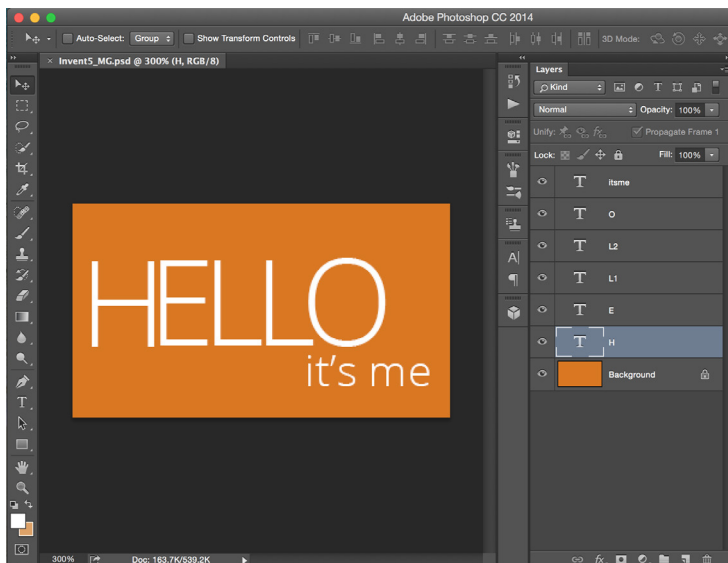 Adobe Photoshop CC 2014
Auto-Select: Group Show Transform Controls 3D Mode:
× Invent5_MG.psd @ 300% (H, RGB/8)
Layers
Kind
Normal Opacity: 100%
Unify: Propagate Frame 1
Lock: Fill: 100%
T itsme
T O
T L2
T L1
T E
T H
Background
HELLO
it's me
300% Doc: 163.7K/539.2K